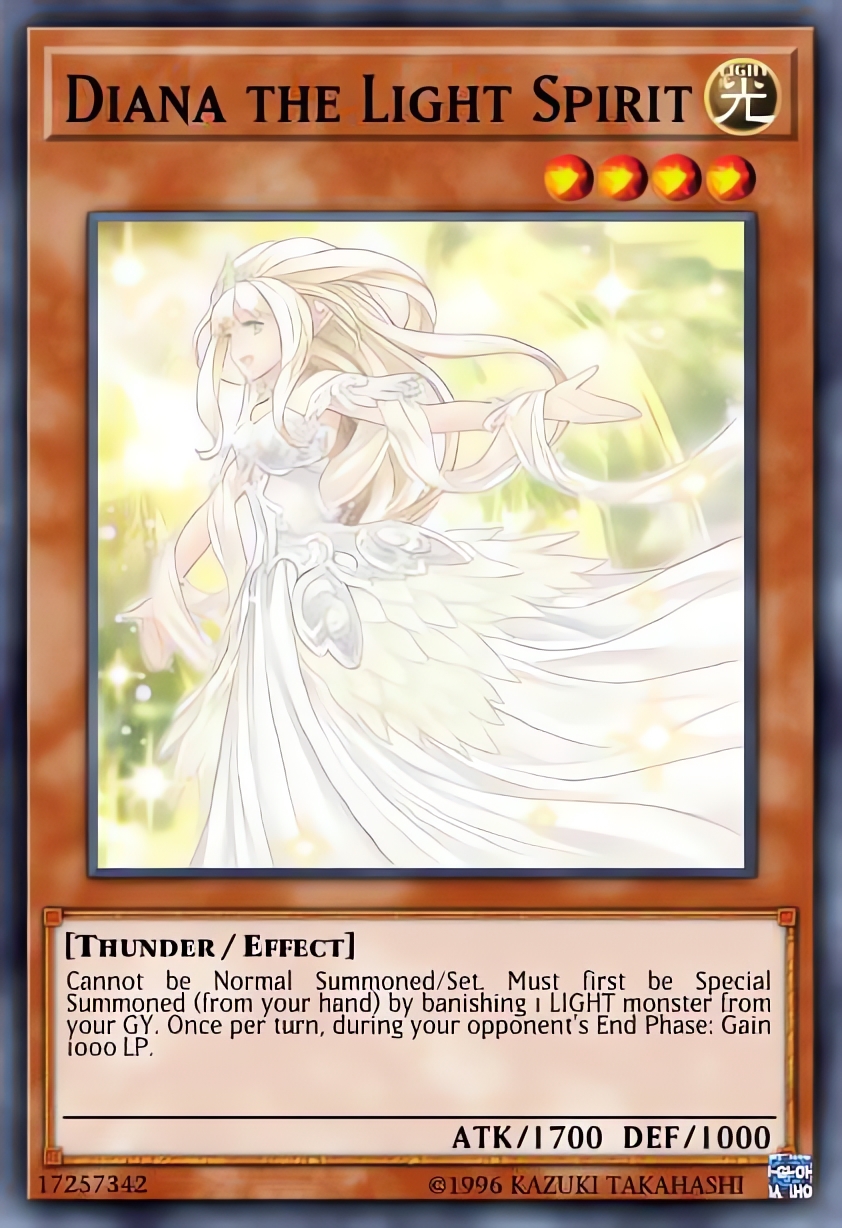 Diana the Light Spirit
光
[Thunder / Effect]
Cannot be Normal Summoned/Set. Must first be Special
Summoned (from your hand) by banishing 1 LIGHT monster from
your GY. Once per turn, during your opponent's End Phase: Gain
1000 LP.
ATK/1700 DEF/1000
17257342
©1996 KAZUKI TAKAHASHI